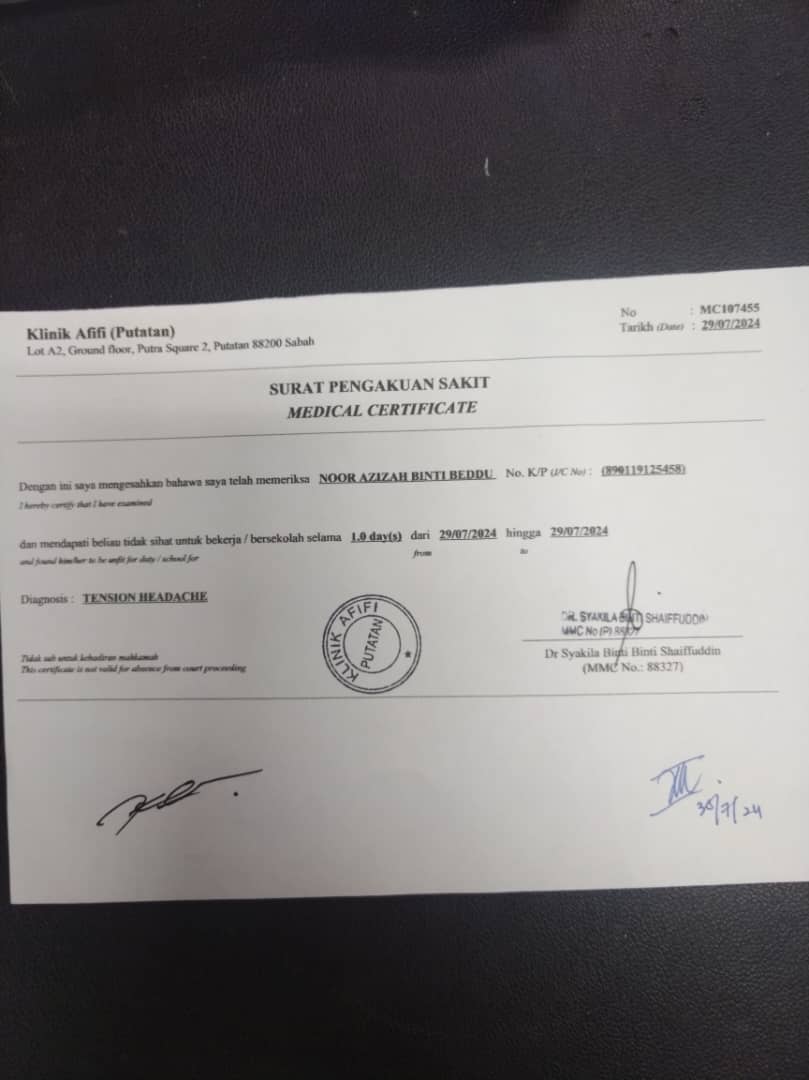 Klinik Afifi (Putatan)
Lot A2, Ground floor, Putra Square 2, Putatan 88200 Sabah
No : MC107455
Tarikh (Date) : 29/07/2024
SURAT PENGAKUAN SAKIT
MEDICAL CERTIFICATE
Dengan ini saya mengesahkan bahawa saya telah memeriksa NOOR AZIZAH BINTI BEDDU No. K/P (I/C No) : (890119125458)
I hereby certify that I have examined
dan mendapati beliau tidak sihat untuk bekerja / bersekolah selama 1.0 day(s) dari 29/07/2024 hingga 29/07/2024
and found him/her to be unfit for duty / school for from to
Diagnosis : TENSION HEADACHE
KLINIK AFIFI
PUTATAN
DR. SYAKILA BINTI SHAIFFUDDIN
MMC No (P)
Dr Syakila Binti Binti Shaiffuddin
(MMC No.: 88327)
Tidak sah untuk kehadiran mahkamah
This certificate is not valid for absence from court proceeding
30/7/24